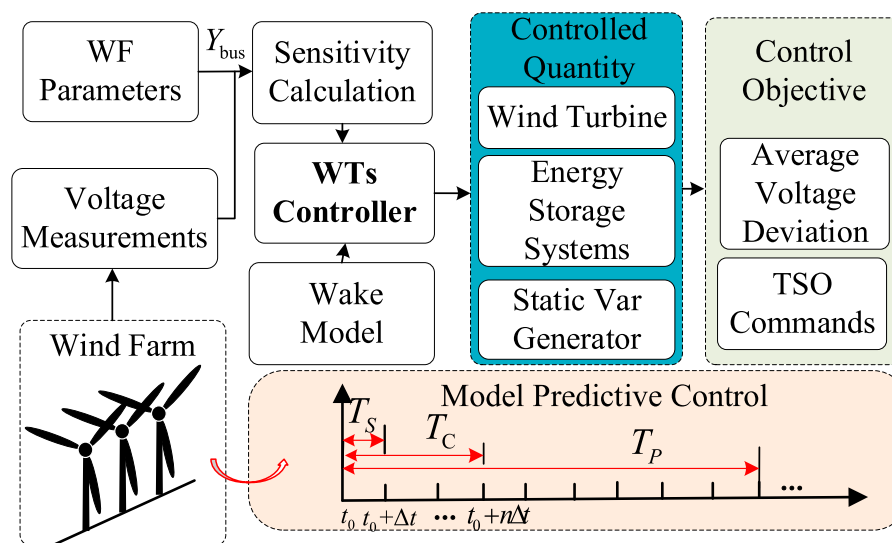 WF
Parameters
Y_bus
Sensitivity
Calculation
Voltage
Measurements
WTs
Controller
Wake
Model
Wind Farm
Controlled
Quantity
Wind Turbine
Energy
Storage
Systems
Static Var
Generator
Control
Objective
Average
Voltage
Deviation
TSO
Commands
Model Predictive Control
T_S
T_C
T_P
...
t_0 t_0+Δt ... t_0+nΔt